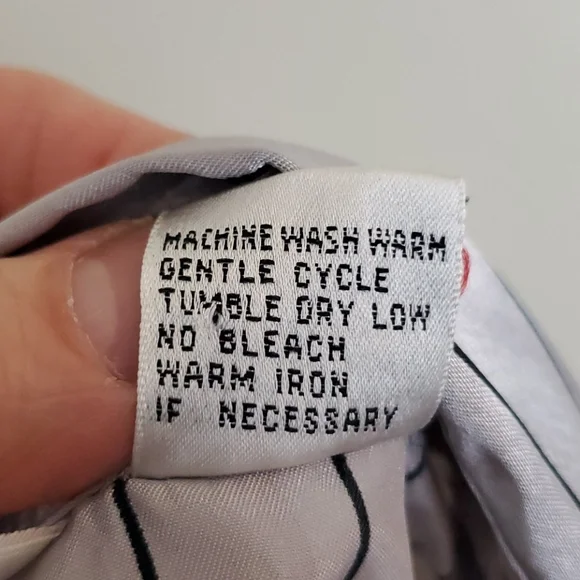 MACHINE WASH WARM
GENTLE CYCLE
TUMBLE DRY LOW
NO BLEACH
WARM IRON
IF NECESSARY